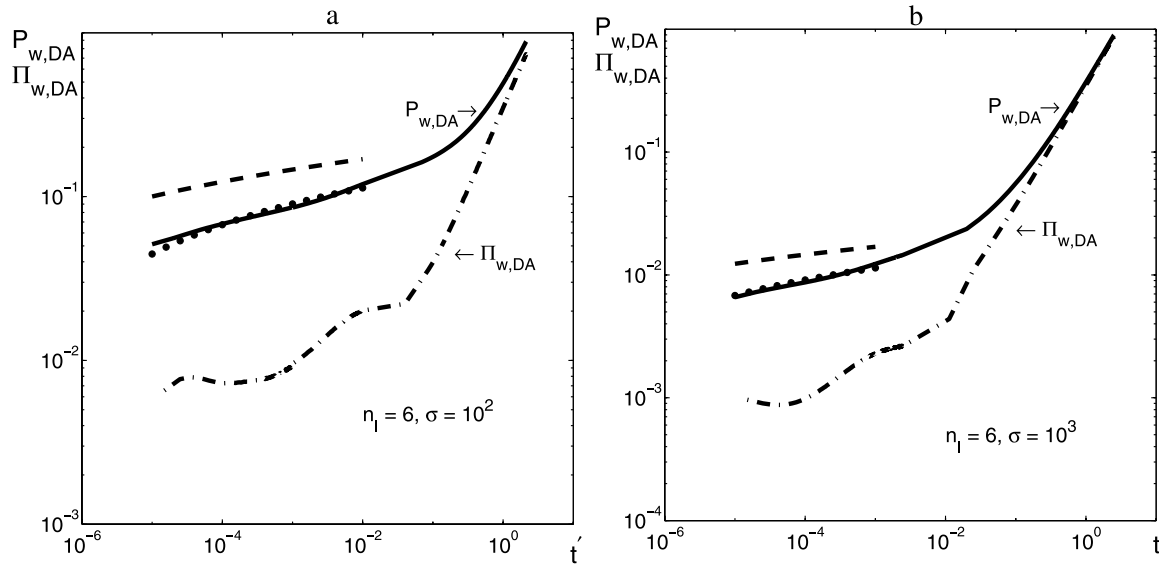 a
P_w,DA
Π_w,DA
P_w,DA →
← Π_w,DA
n_l = 6, σ = 10^2
10^-1
10^-2
10^-3
10^-6
10^-4
10^-2
10^0
t′
b
P_w,DA
Π_w,DA
P_w,DA →
← Π_w,DA
n_l = 6, σ = 10^3
10^-1
10^-2
10^-3
10^-4
10^-6
10^-4
10^-2
10^0
t